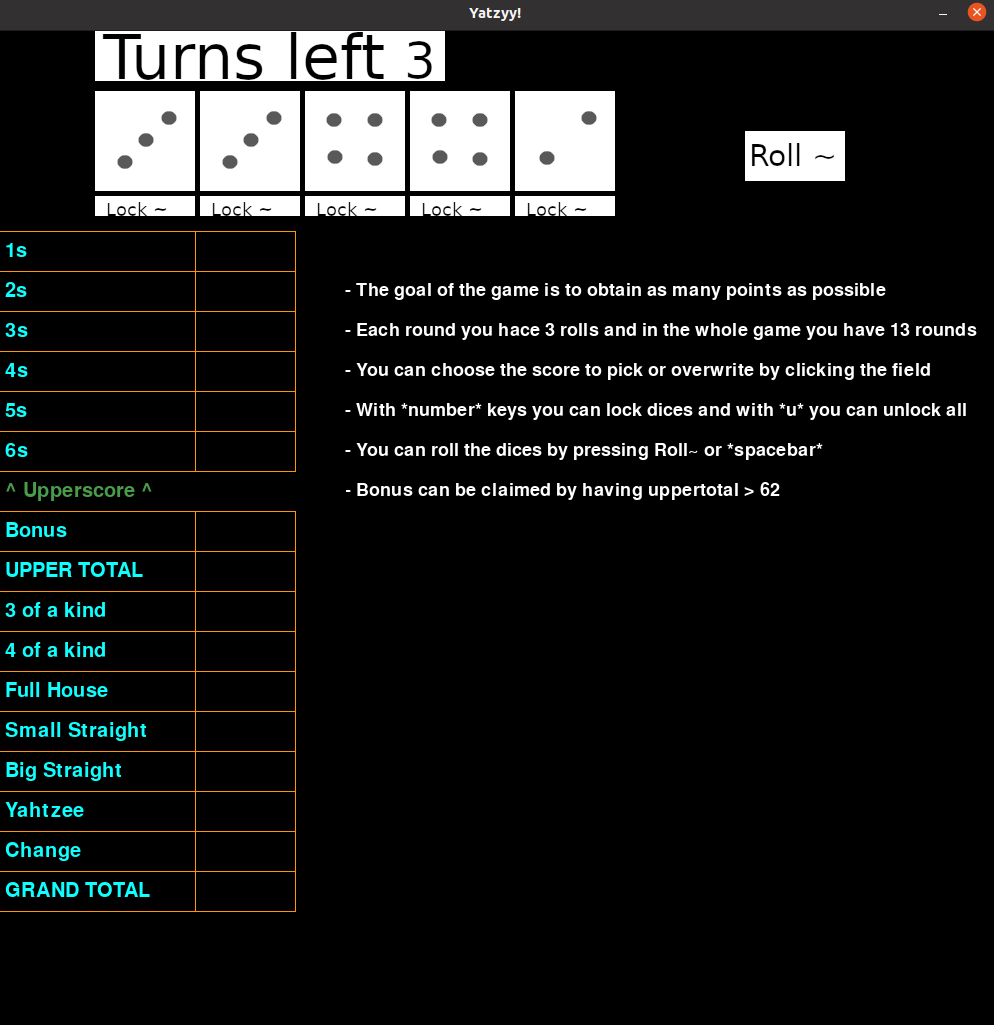 Yatzyy!
Turns left 3
Roll ~
Lock ~ Lock ~ Lock ~ Lock ~ Lock ~
1s
2s
3s
4s
5s
6s
^ Upperscore ^
Bonus
UPPER TOTAL
3 of a kind
4 of a kind
Full House
Small Straight
Big Straight
Yahtzee
Change
GRAND TOTAL
- The goal of the game is to obtain as many points as possible
- Each round you hace 3 rolls and in the whole game you have 13 rounds
- You can choose the score to pick or overwrite by clicking the field
- With *number* keys you can lock dices and with *u* you can unlock all
- You can roll the dices by pressing Roll~ or *spacebar*
- Bonus can be claimed by having uppertotal > 62